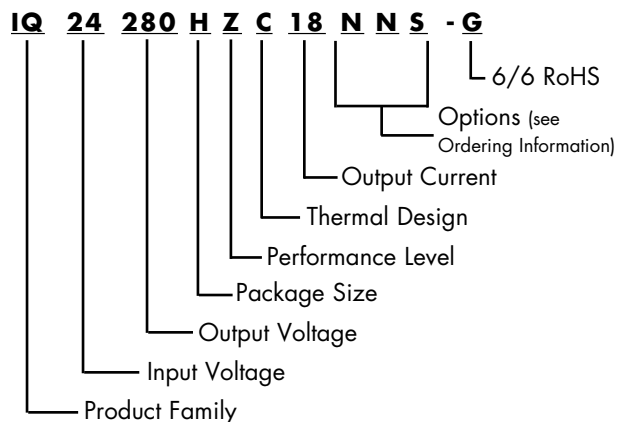 IQ 24 280 H Z C 18 N N S - G
6/6 RoHS
Options (see
Ordering Information)
Output Current
Thermal Design
Performance Level
Package Size
Output Voltage
Input Voltage
Product Family